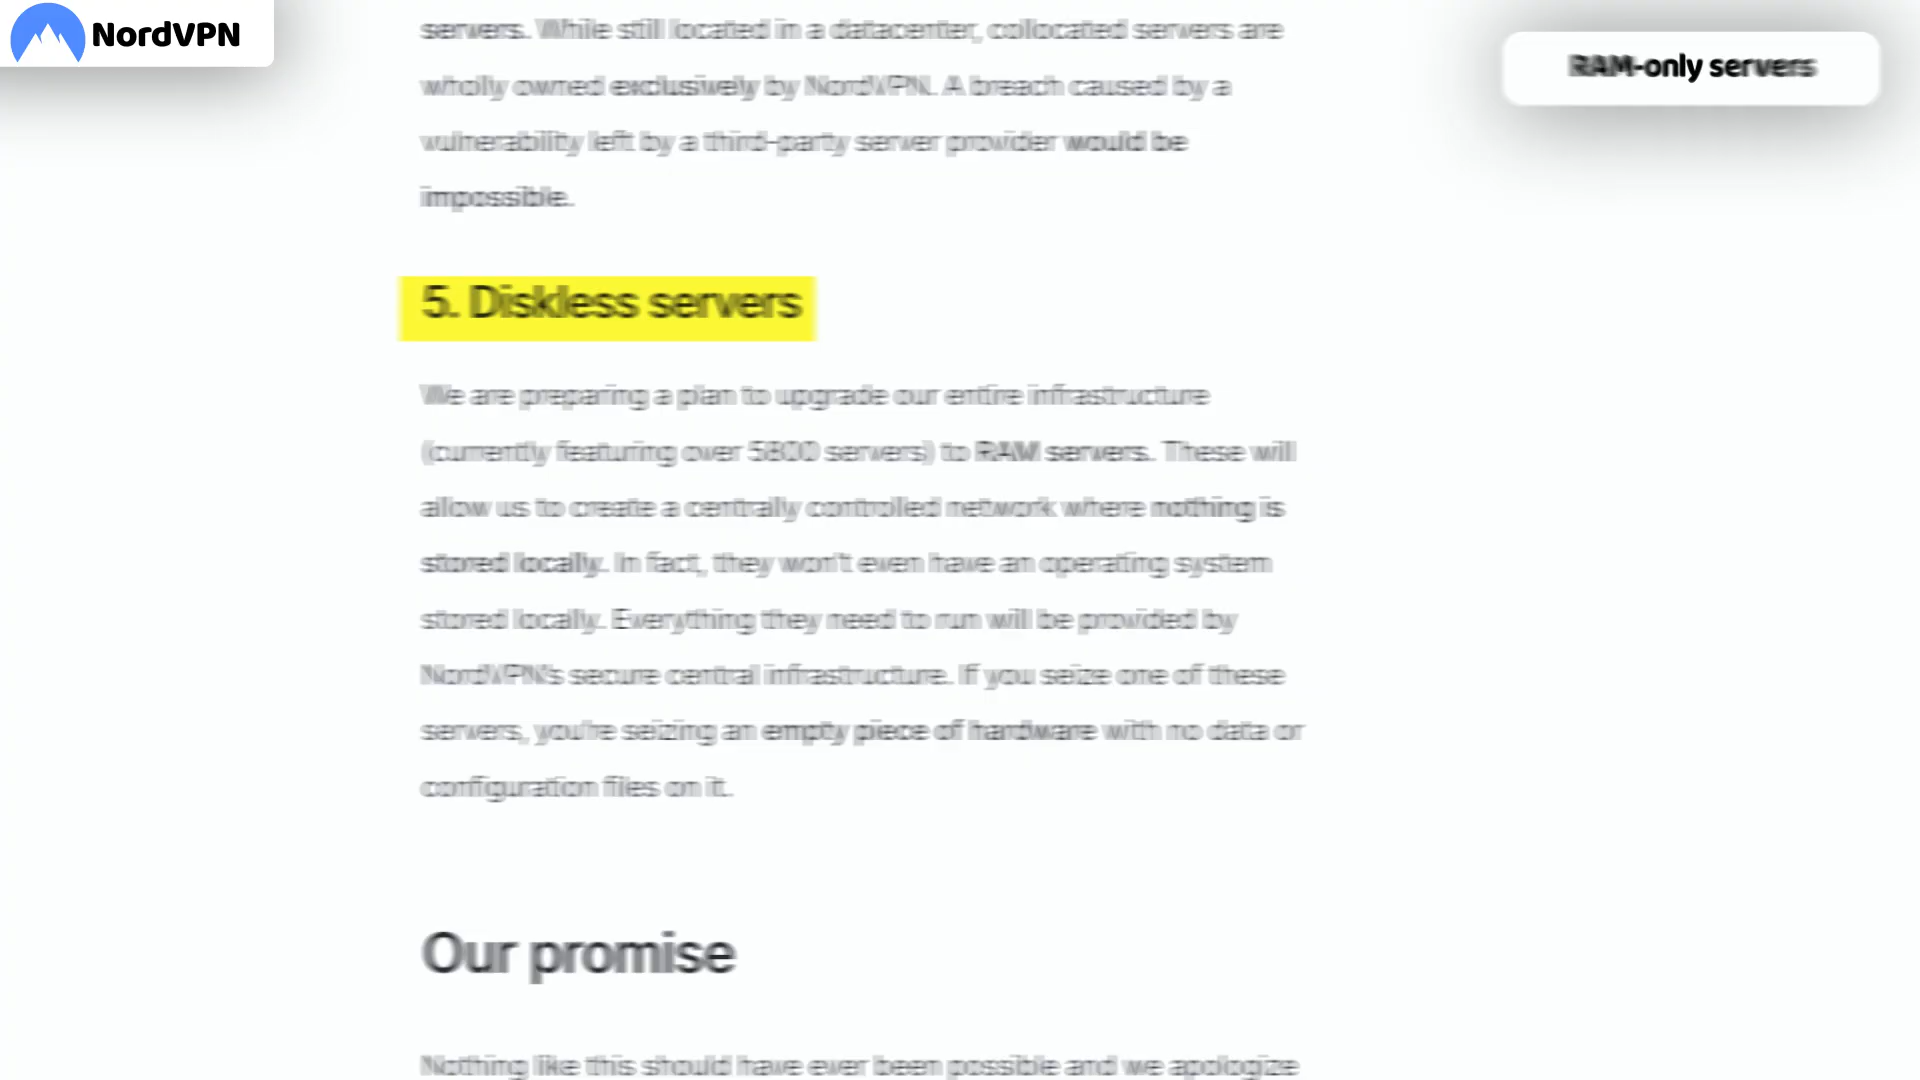 NordVPN
RAM-only servers
servers. While still located in a datacenter, collocated servers are
wholly owned exclusively by NordVPN. A breach caused by a
vulnerability left by a third-party server provider would be
impossible.
5. Diskless servers
We are preparing a plan to upgrade our entire infrastructure
(currently featuring over 5800 servers) to RAM servers. These will
allow us to create a centrally controlled network where nothing is
stored locally. In fact, they won't even have an operating system
stored locally. Everything they need to run will be provided by
NordVPN's secure central infrastructure. If you seize one of these
servers, you're seizing an empty piece of hardware with no data or
configuration files on it.
Our promise
Nothing like this should have ever been possible and we apologize